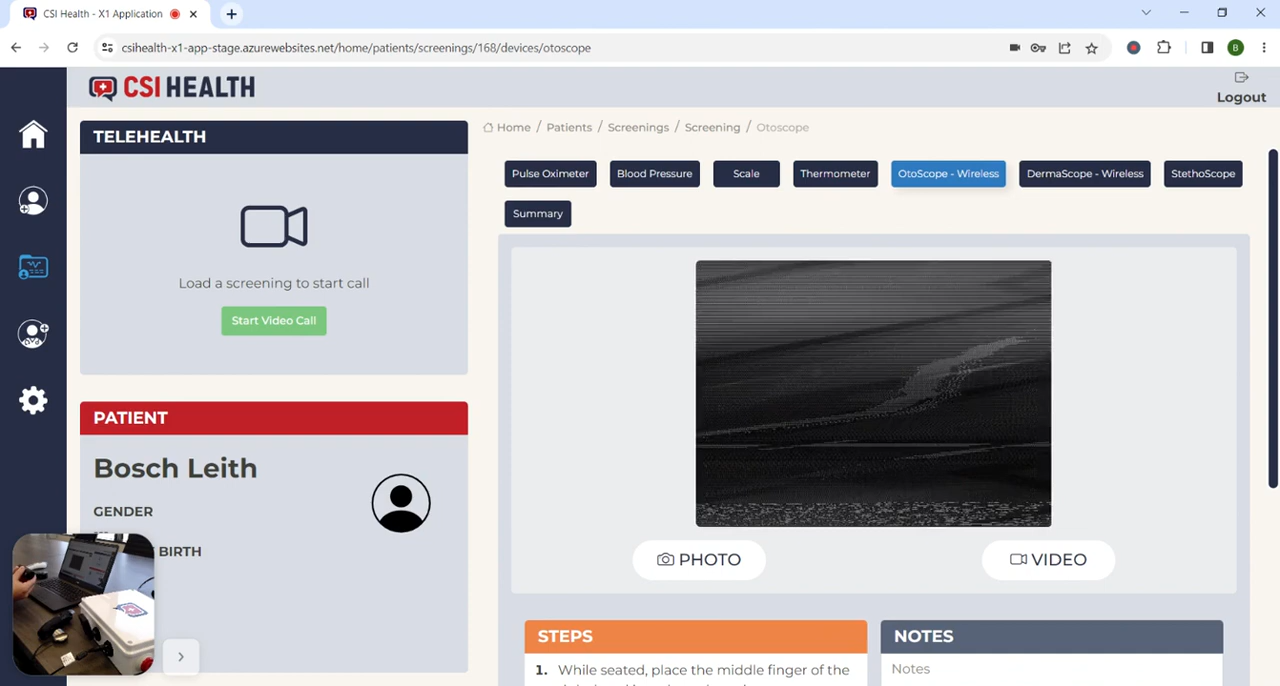 CSI Health - X1 Application
csihealth-x1-app-stage.azurewebsites.net/home/patients/screenings/168/devices/otoscope
B
CSI HEALTH
Logout
TELEHEALTH
Load a screening to start call
Start Video Call
PATIENT
Bosch Leith
GENDER
BIRTH
Home / Patients / Screenings / Screening / Otoscope
Pulse Oximeter
Blood Pressure
Scale
Thermometer
OtoScope - Wireless
DermaScope - Wireless
StethoScope
Summary
PHOTO
VIDEO
STEPS
1. While seated, place the middle finger of the
NOTES
Notes